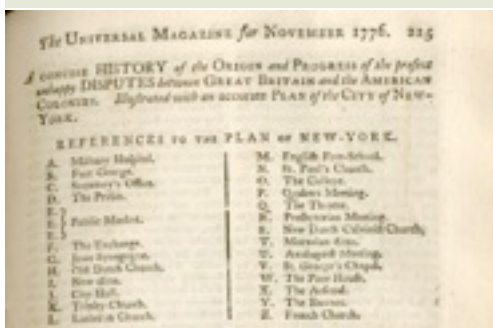 The UNIVERSAL MAGAZINE for NOVEMBER 1776. 225
A CONCISE HISTORY of the ORIGIN and PROGRESS of the present
unhappy DISPUTES between GREAT BRITAIN and the AMERICAN
COLONIES. Illustrated with an accurate PLAN of the CITY of NEW-
YORK.
REFERENCES TO THE PLAN OF NEW-YORK.
A. Military Hospital.
B. Fort George.
C. Secretary's Office.
D. The Prison.
E.
E. Public Market.
E.
F. The Exchange.
G. Jews Synagogue.
H. Old Dutch Church.
I.
I. City Hall.
K. Trinity Church.
L. Lutheran Church.
M. English Free-School.
N. St. Paul's Church.
O. The College.
P. Quakers Meeting.
Q. The Theatre.
R. Presbyterian Meeting.
S. New Dutch Calvinist Church.
T. Moravian
U. Anabaptist Meeting.
V. St. George's Chapel.
W. The Poor House.
X. The
Y. The
Z. French Church.